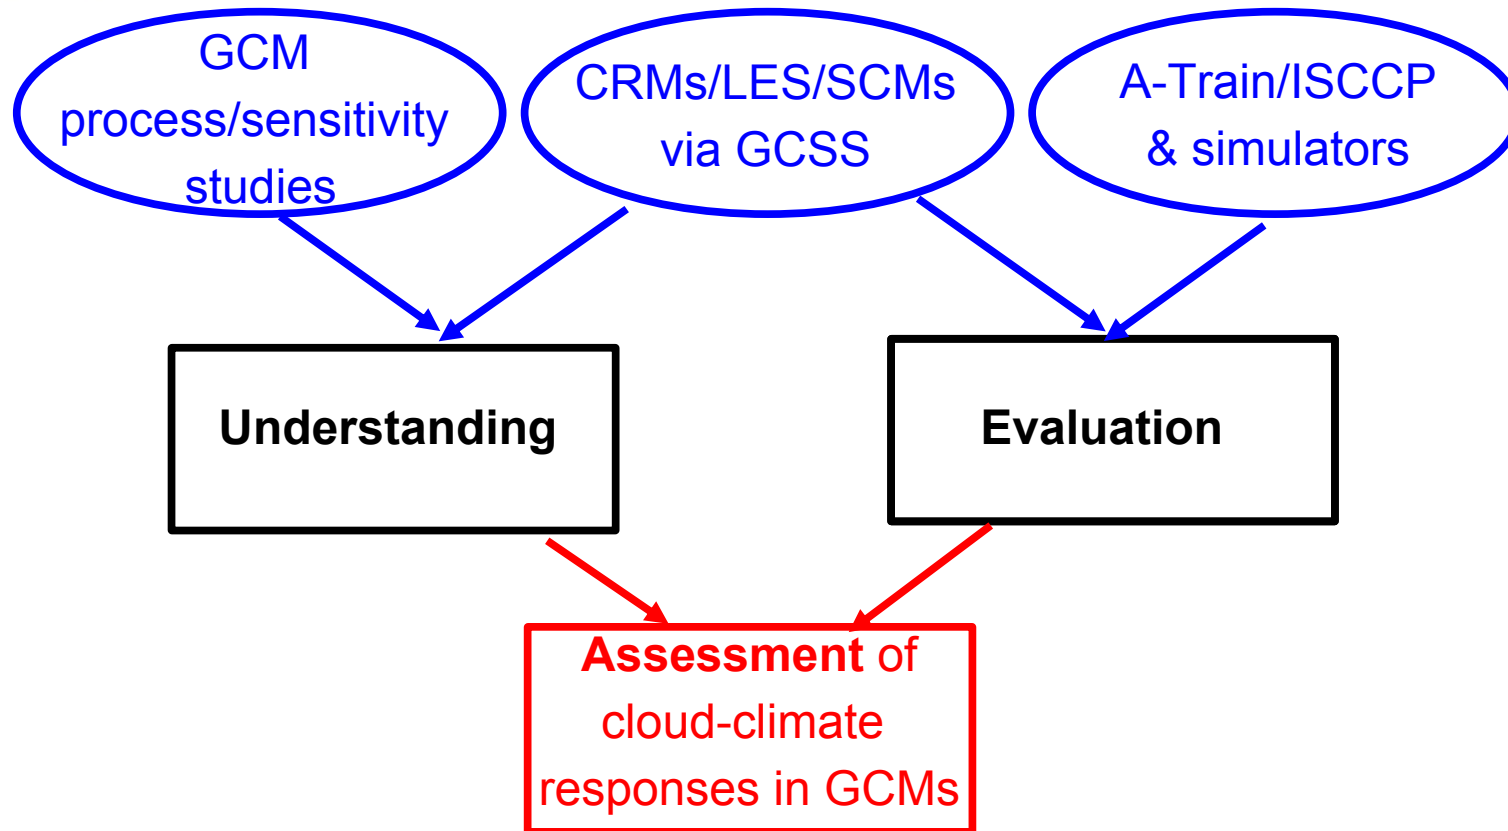 GCM
process/sensitivity
studies
CRMs/LES/SCMs
via GCSS
A-Train/ISCCP
& simulators
Understanding
Evaluation
Assessment of
cloud-climate
responses in GCMs